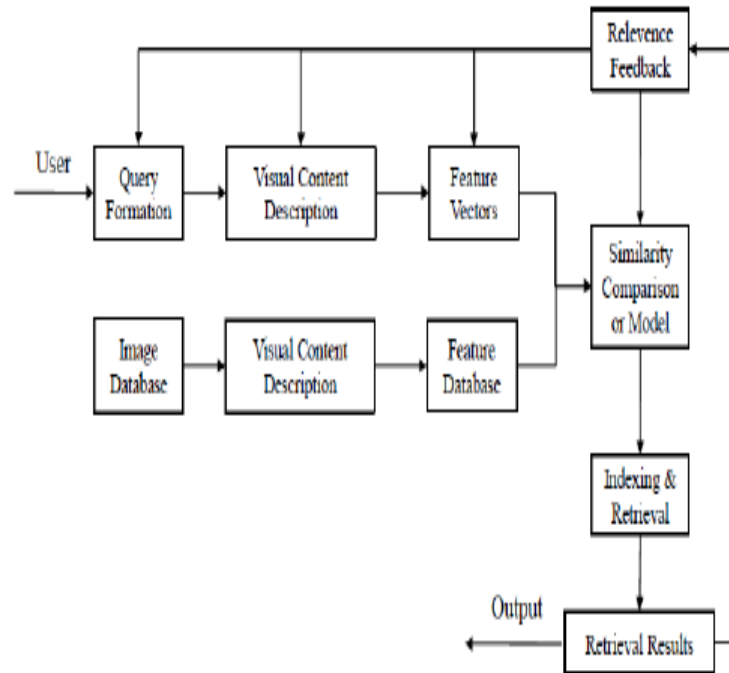 Relevence
Feedback
User
Query
Formation
Visual Content
Description
Feature
Vectors
Similarity
Comparison
or Model
Image
Database
Visual Content
Description
Feature
Database
Indexing &
Retrieval
Output
Retrieval Results